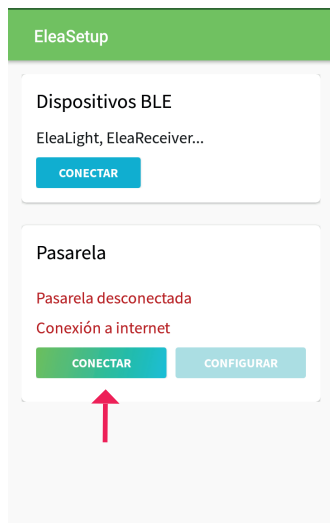 EleaSetup
Dispositivos BLE
EleaLight, EleaReceiver...
CONECTAR
Pasarela
Pasarela desconectada
Conexión a internet
CONECTAR
CONFIGURAR